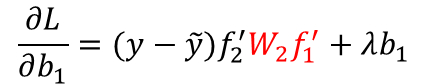 ∂L/∂b₁ = (y − ỹ)f₂′W₂f₁′ + λb₁